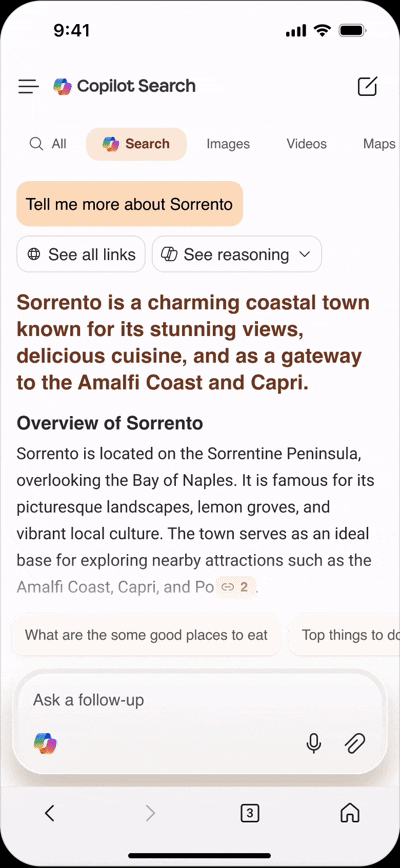 9:41
Copilot Search
All Search Images Videos Maps
Tell me more about Sorrento
See all links See reasoning
Sorrento is a charming coastal town
known for its stunning views,
delicious cuisine, and as a gateway
to the Amalfi Coast and Capri.
Overview of Sorrento
Sorrento is located on the Sorrentine Peninsula,
overlooking the Bay of Naples. It is famous for its
picturesque landscapes, lemon groves, and
vibrant local culture. The town serves as an ideal
base for exploring nearby attractions such as the
Amalfi Coast, Capri, and Po 2 .
What are the some good places to eat Top things to do
Ask a follow-up
3